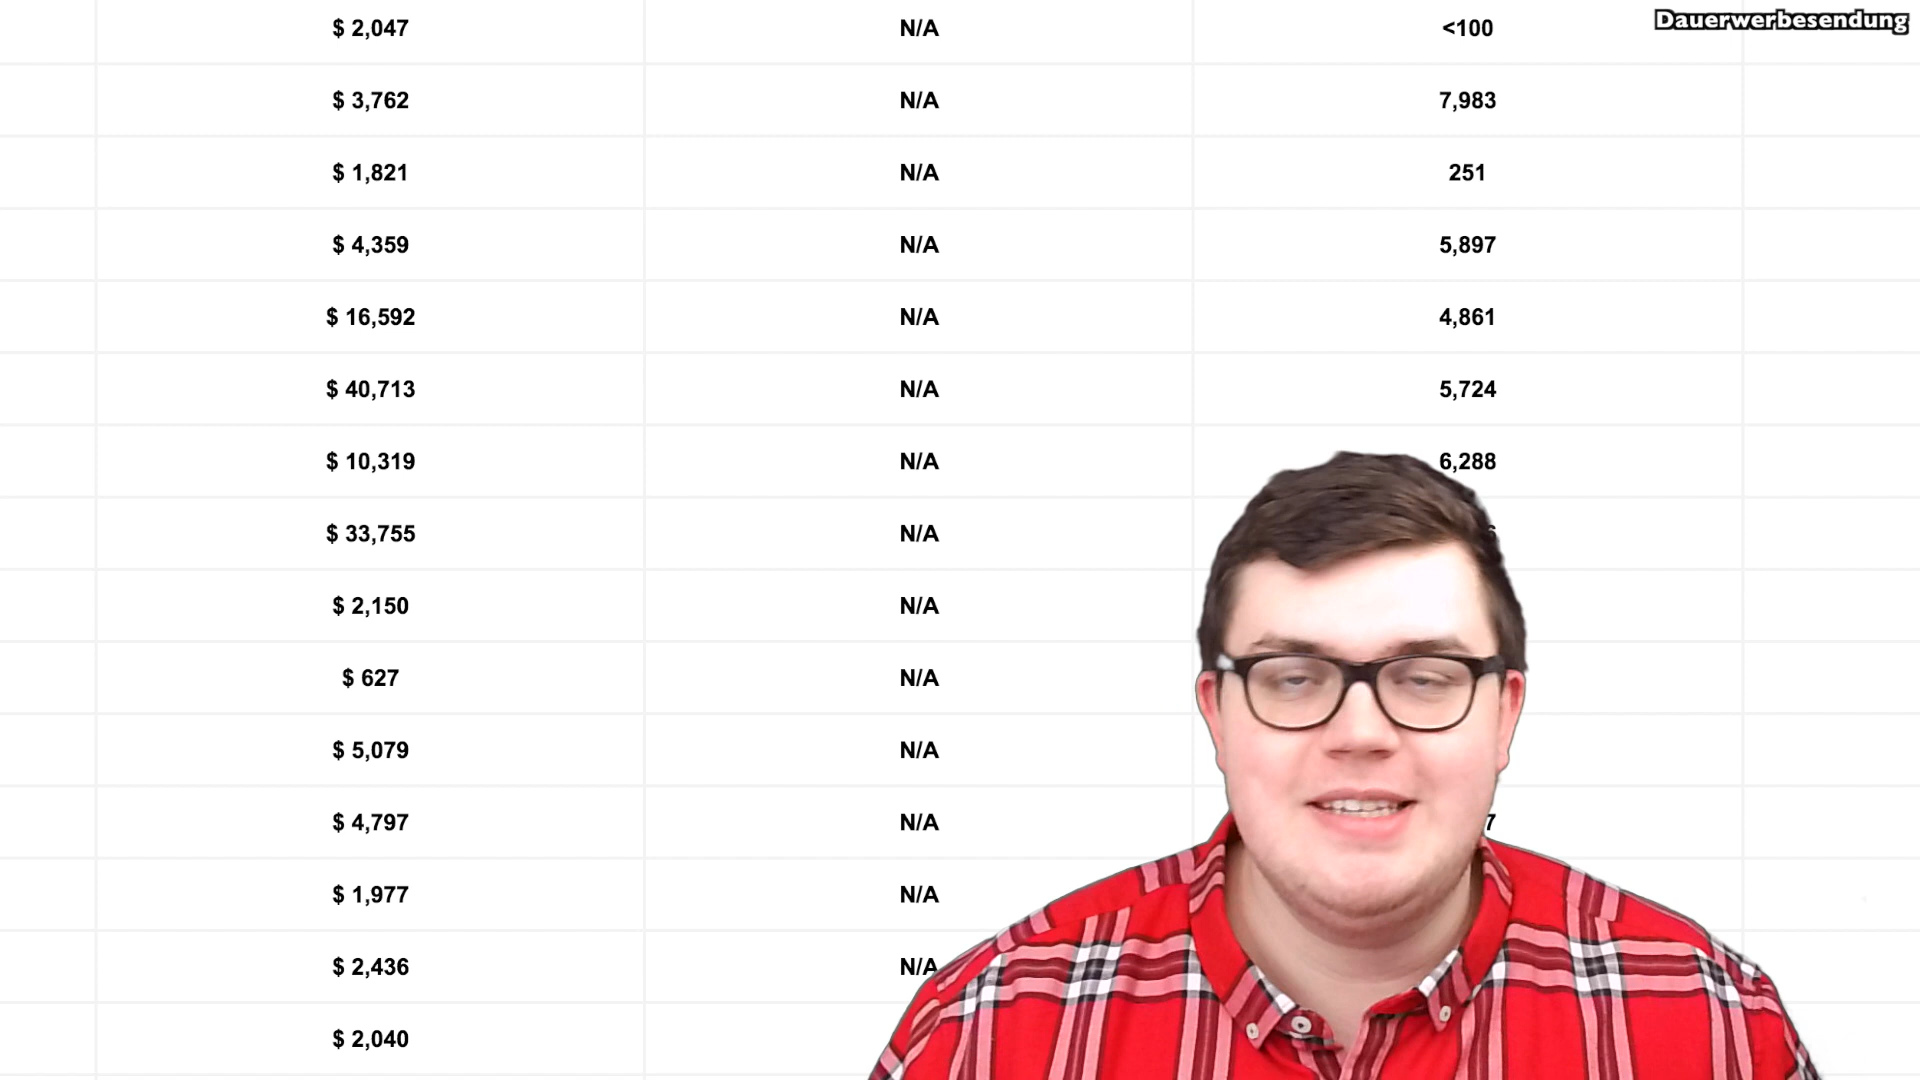 Dauerwerbesendung
$ 2,047 N/A <100
$ 3,762 N/A 7,983
$ 1,821 N/A 251
$ 4,359 N/A 5,897
$ 16,592 N/A 4,861
$ 40,713 N/A 5,724
$ 10,319 N/A 6,288
$ 33,755 N/A
$ 2,150 N/A
$ 627 N/A
$ 5,079 N/A
$ 4,797 N/A
$ 1,977 N/A
$ 2,436 N/A
$ 2,040